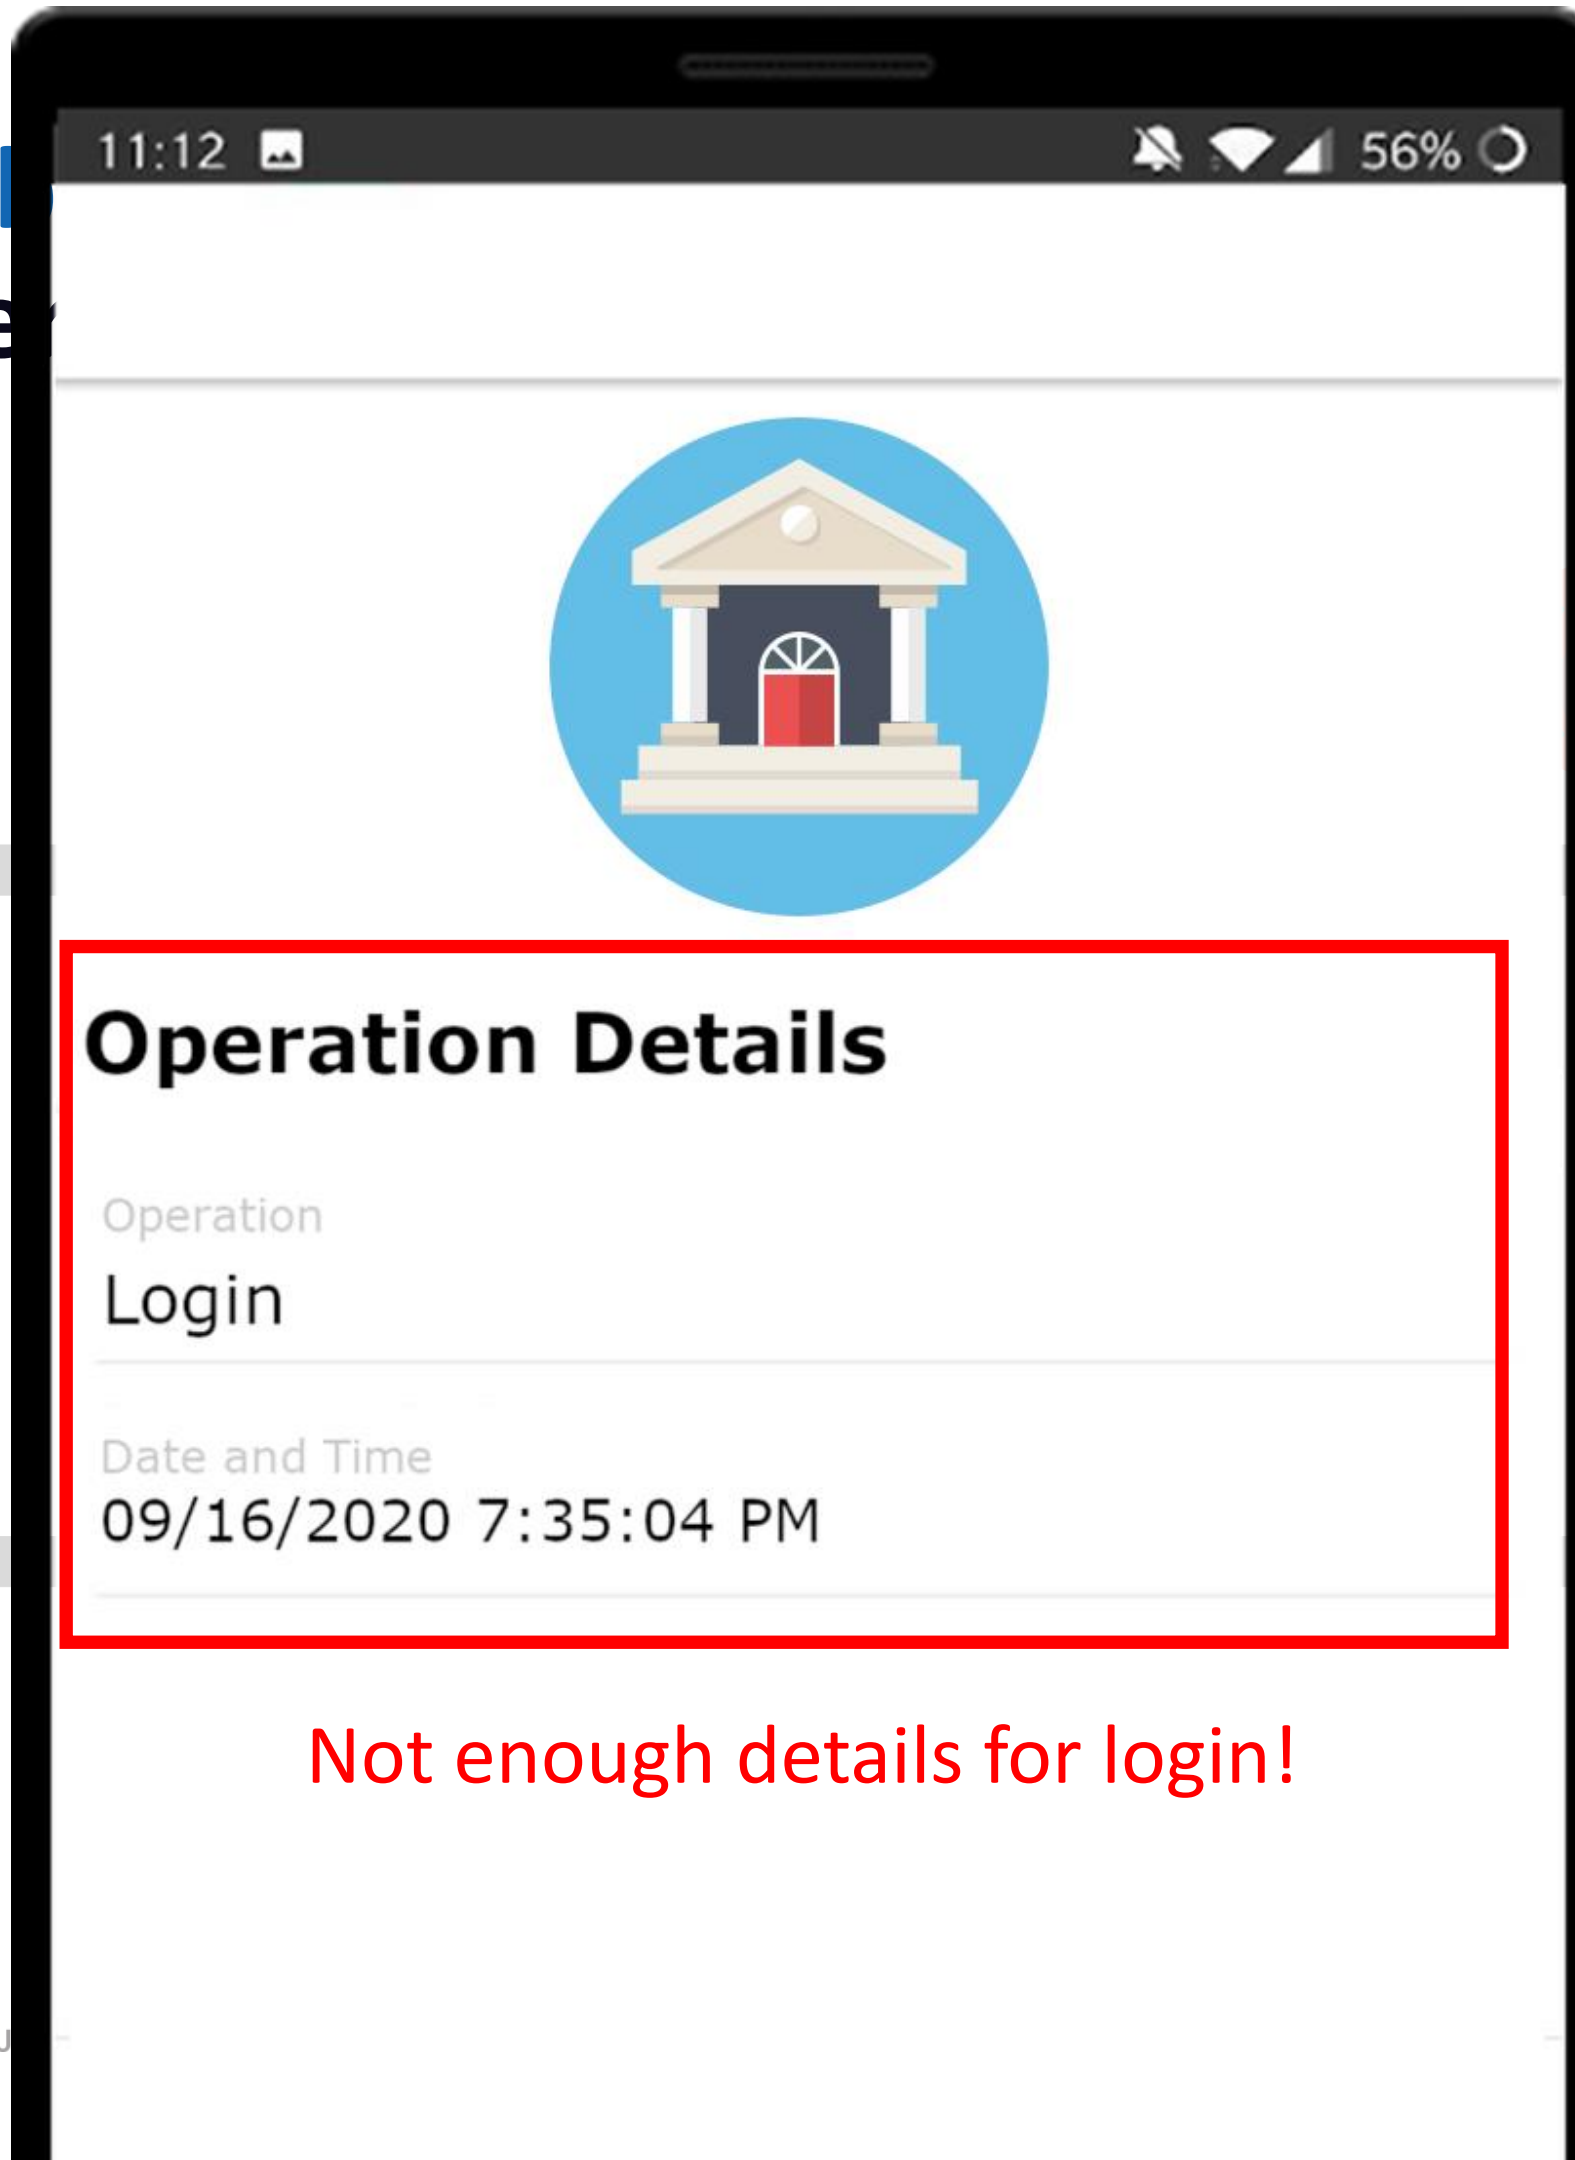 11:12 56%
Operation Details
Operation
Login
Date and Time
09/16/2020 7:35:04 PM
Not enough details for login!